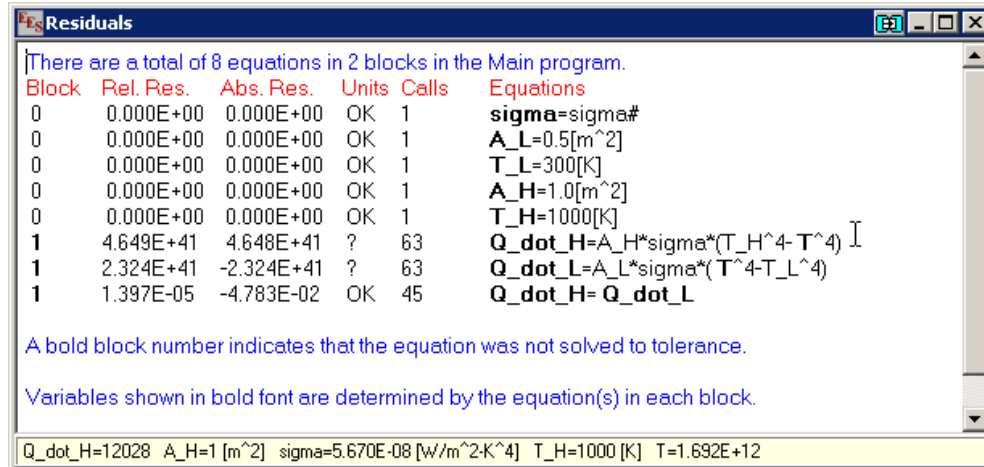 EES Residuals
There are a total of 8 equations in 2 blocks in the Main program.
Block Rel. Res. Abs. Res. Units Calls Equations
0 0.000E+00 0.000E+00 OK 1 sigma=sigma#
0 0.000E+00 0.000E+00 OK 1 A_L=0.5[m^2]
0 0.000E+00 0.000E+00 OK 1 T_L=300[K]
0 0.000E+00 0.000E+00 OK 1 A_H=1.0[m^2]
0 0.000E+00 0.000E+00 OK 1 T_H=1000[K]
1 4.649E+41 4.648E+41 ? 63 Q_dot_H=A_H*sigma*(T_H^4-T^4)
1 2.324E+41 -2.324E+41 ? 63 Q_dot_L=A_L*sigma*(T^4-T_L^4)
1 1.397E-05 -4.783E-02 OK 45 Q_dot_H= Q_dot_L
A bold block number indicates that the equation was not solved to tolerance.
Variables shown in bold font are determined by the equation(s) in each block.
Q_dot_H=12028 A_H=1 [m^2] sigma=5.670E-08 [W/m^2-K^4] T_H=1000 [K] T=1.692E+12